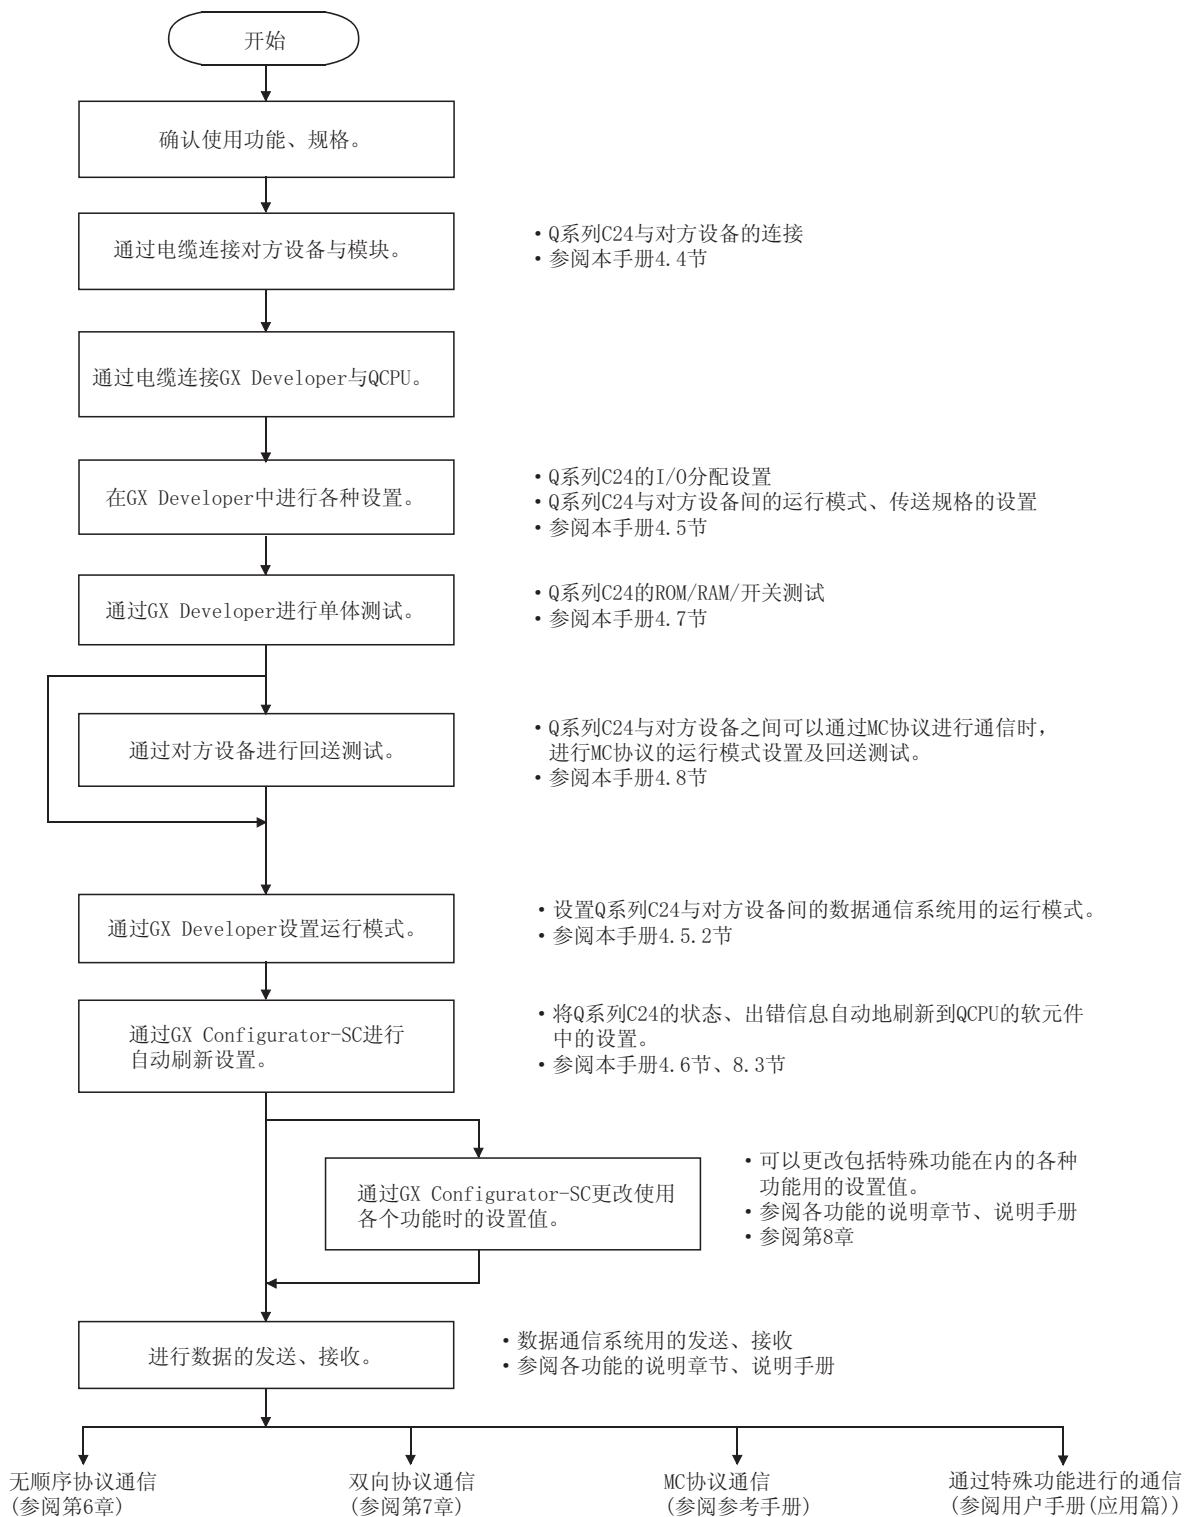 开始
确认使用功能、规格。
通过电缆连接对方设备与模块。
・Q系列C24与对方设备的连接
・参阅本手册4.4节
通过电缆连接GX Developer与QCPU。
在GX Developer中进行各种设置。
・Q系列C24的I/O分配设置
・Q系列C24与对方设备间的运行模式、传送规格的设置
・参阅本手册4.5节
通过GX Developer进行单体测试。
・Q系列C24的ROM/RAM/开关测试
・参阅本手册4.7节
通过对方设备进行回送测试。
・Q系列C24与对方设备之间可以通过MC协议进行通信时,
进行MC协议的运行模式设置及回送测试。
・参阅本手册4.8节
通过GX Developer设置运行模式。
・设置Q系列C24与对方设备间的数据通信系统用的运行模式。
・参阅本手册4.5.2节
通过GX Configurator-SC进行
自动刷新设置。
・将Q系列C24的状态、出错信息自动地刷新到QCPU的软元件
中的设置。
・参阅本手册4.6节、8.3节
通过GX Configurator-SC更改使用
各个功能时的设置值。
・可以更改包括特殊功能在内的各种
功能用的设置值。
・参阅各功能的说明章节、说明手册
・参阅第8章
进行数据的发送、接收。
・数据通信系统用的发送、接收
・参阅各功能的说明章节、说明手册
无顺序协议通信
(参阅第6章)
双向协议通信
(参阅第7章)
MC协议通信
(参阅参考手册)
通过特殊功能进行的通信
(参阅用户手册(应用篇))